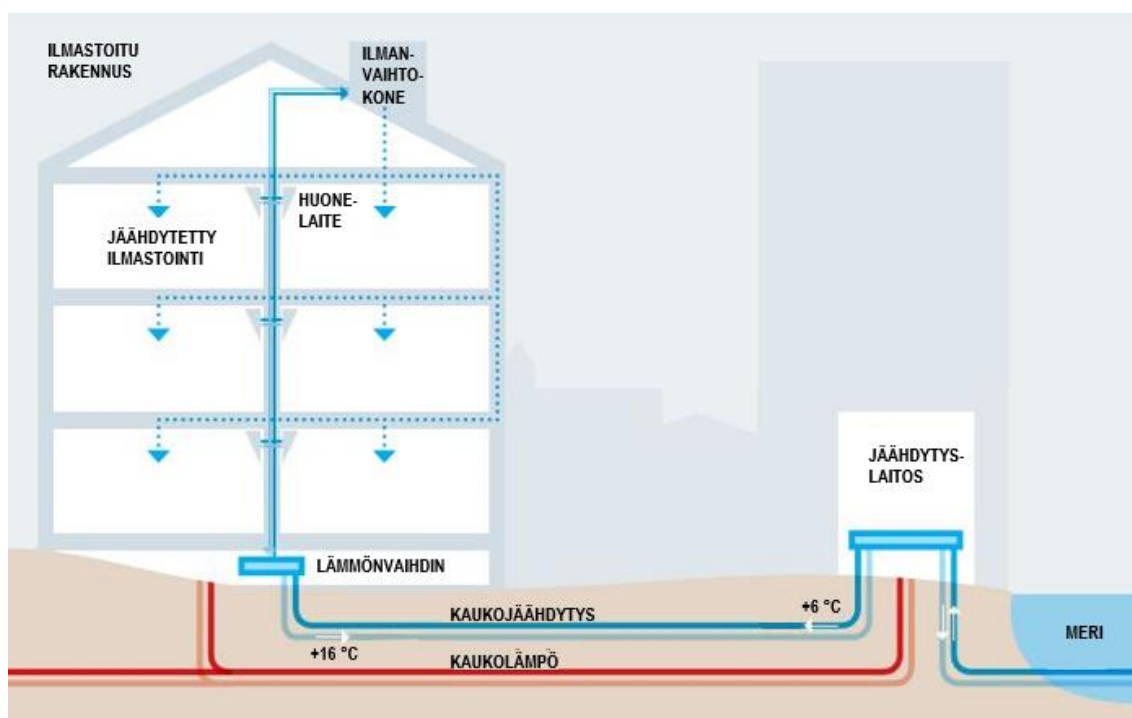 ILMASTOITU
RAKENNUS
ILMAN-
VAIHTO-
KONE
HUONE-
LAITE
JÄÄHDYTETTY
ILMASTOINTI
JÄÄHDYTYS-
LAITOS
LÄMMÖNVAIHDIN
KAUKOJÄÄHDYTYS
+6 °C
+16 °C
KAUKOLÄMPÖ
MERI